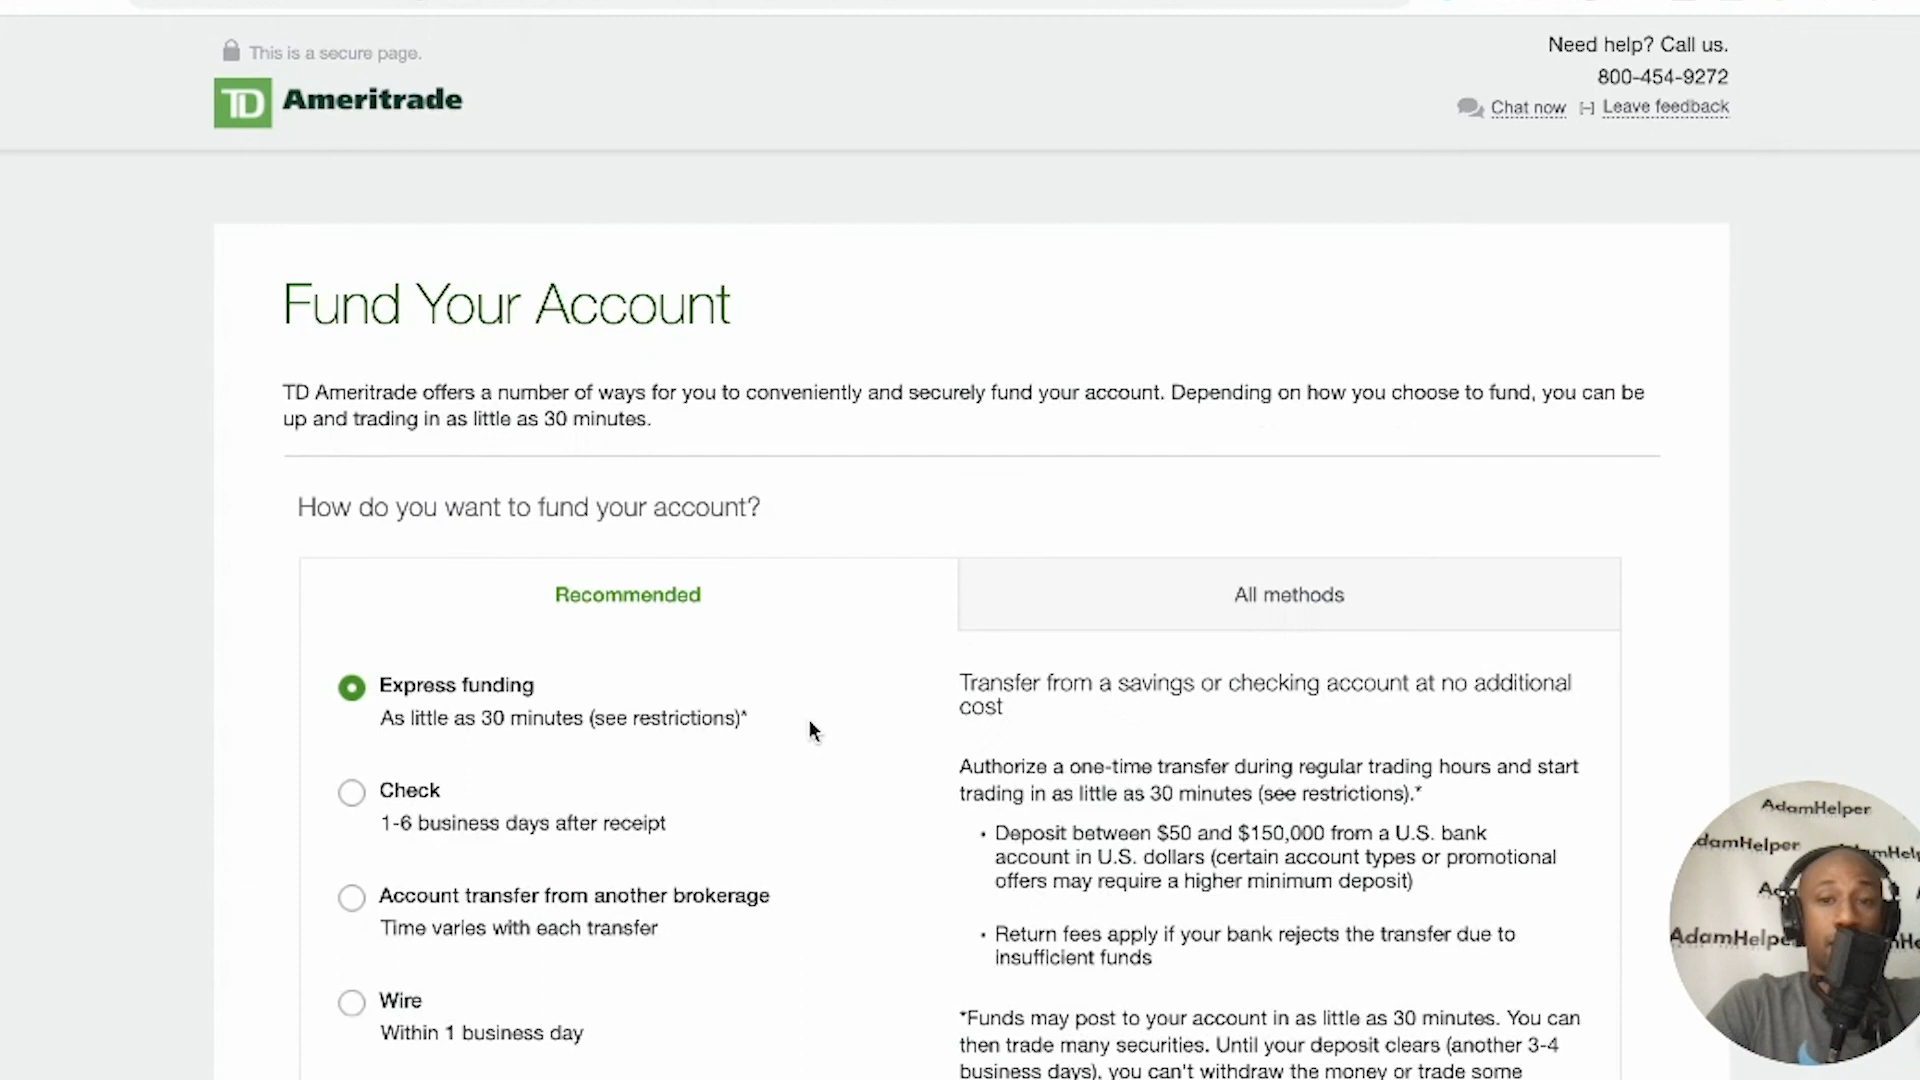 This is a secure page.
TD Ameritrade
Need help? Call us.
800-454-9272
Chat now [-] Leave feedback
Fund Your Account
TD Ameritrade offers a number of ways for you to conveniently and securely fund your account. Depending on how you choose to fund, you can be
up and trading in as little as 30 minutes.
How do you want to fund your account?
Recommended
All methods
Express funding
As little as 30 minutes (see restrictions)*
Check
1-6 business days after receipt
Account transfer from another brokerage
Time varies with each transfer
Wire
Within 1 business day
Transfer from a savings or checking account at no additional
cost
Authorize a one-time transfer during regular trading hours and start
trading in as little as 30 minutes (see restrictions).*
• Deposit between $50 and $150,000 from a U.S. bank
account in U.S. dollars (certain account types or promotional
offers may require a higher minimum deposit)
• Return fees apply if your bank rejects the transfer due to
insufficient funds
*Funds may post to your account in as little as 30 minutes. You can
then trade many securities. Until your deposit clears (another 3-4
business days), you can't withdraw the money or trade some
AdamHelper
damHelper
AdamHelpe